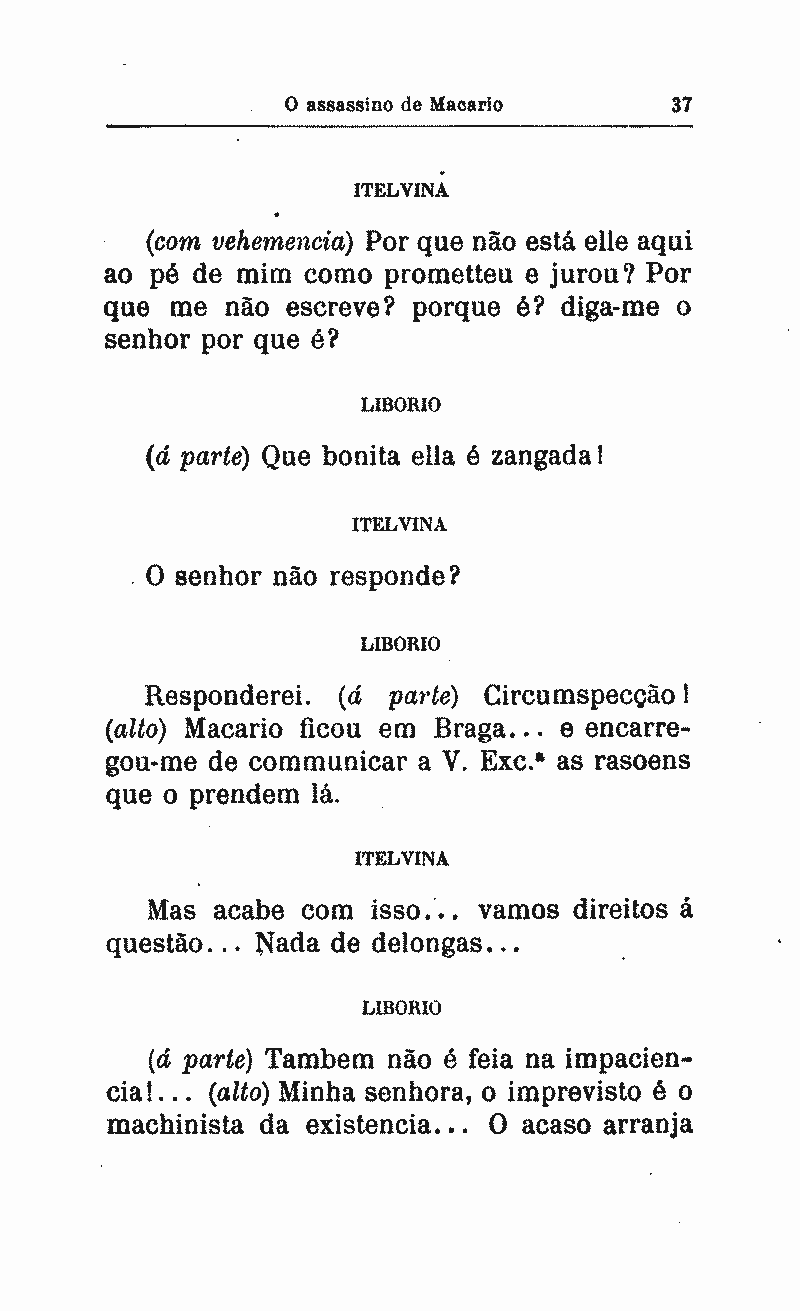 O assassino de Macario 37
ITELVINA
(com vehemencia) Por que não está elle aqui
ao pé de mim como prometteu e jurou? Por
que me não escreve? porque é? diga-me o
senhor por que é?
LIBORIO
(á parte) Que bonita ella é zangada!
ITELVINA
O senhor não responde?
LIBORIO
Responderei. (á parte) Circumspecção!
(alto) Macario ficou em Braga... e encarre-
gou-me de communicar a V. Exc.ª as rasoens
que o prendem lá.
ITELVINA
Mas acabe com isso... vamos direitos á
questão... Nada de delongas...
LIBORIO
(á parte) Tambem não é feia na impacien-
cia!... (alto) Minha senhora, o imprevisto é o
machinista da existencia... O acaso arranja